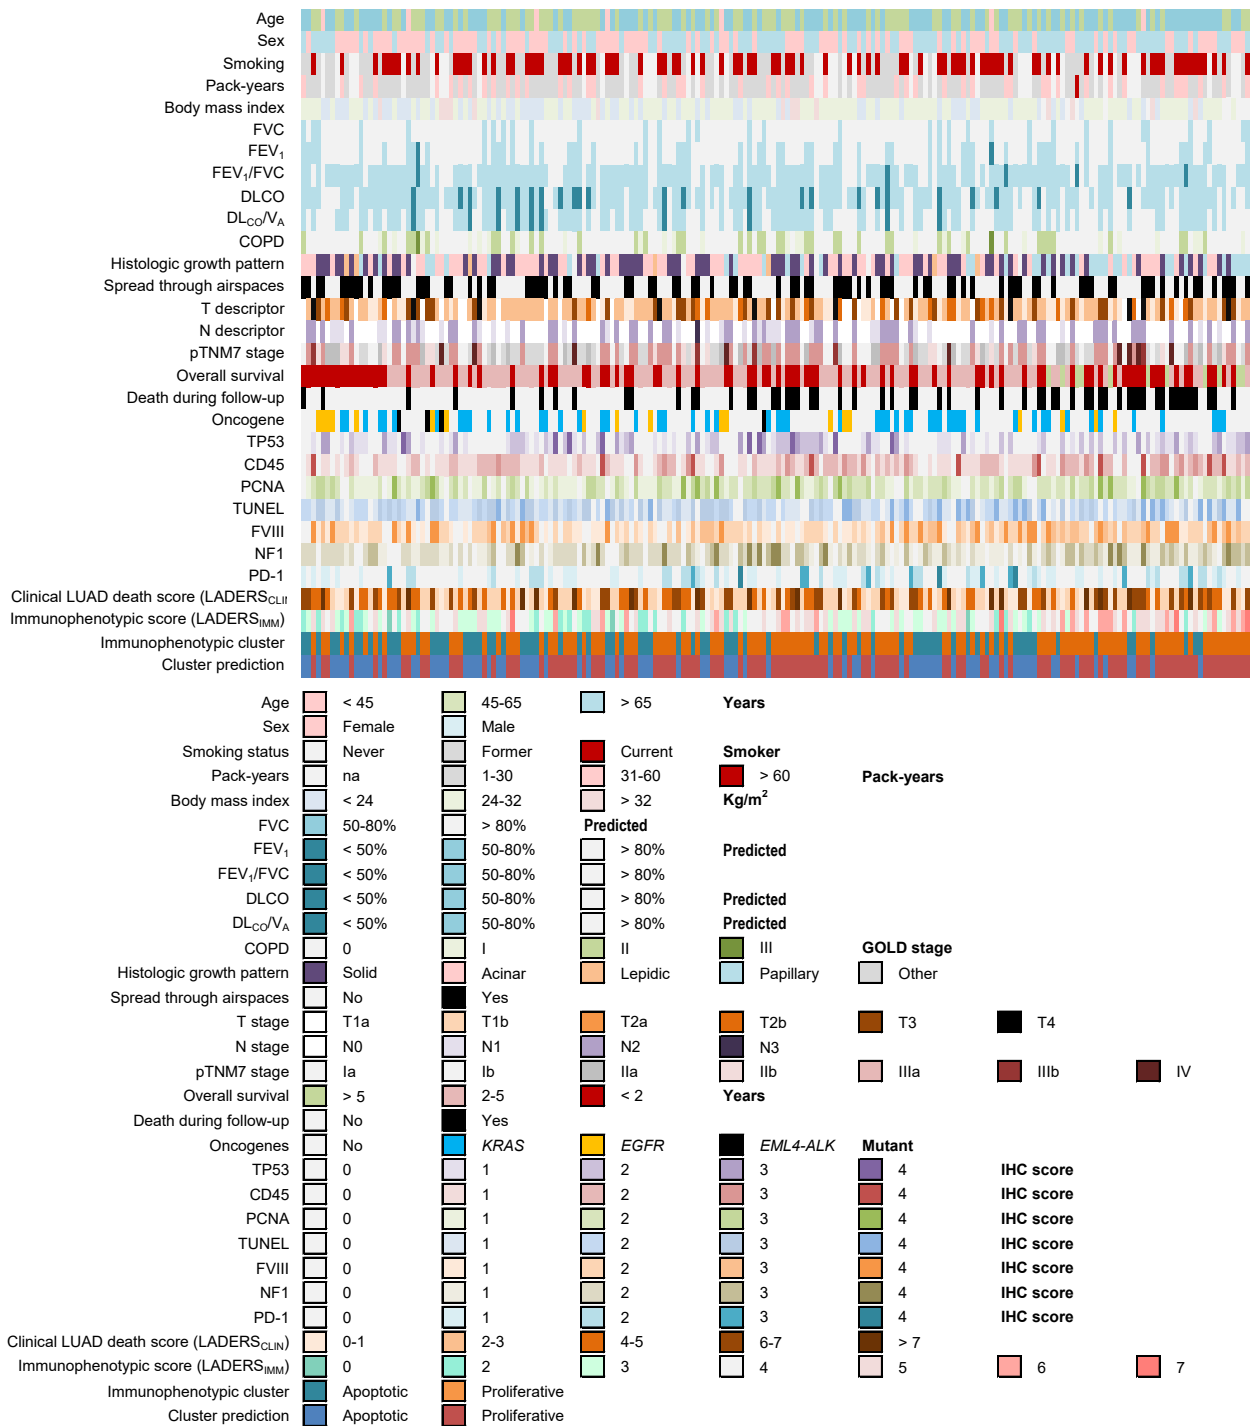 Age
Sex
Smoking
Pack-years
Body mass index
FVC
FEV1
FEV1/FVC
DLCO
DLCO/VA
COPD
Histologic growth pattern
Spread through airspaces
T descriptor
N descriptor
pTNM7 stage
Overall survival
Death during follow-up
Oncogene
TP53
CD45
PCNA
TUNEL
FVIII
NF1
PD-1
Clinical LUAD death score (LADERSCLI
Immunophenotypic score (LADERSIMM)
Immunophenotypic cluster
Cluster prediction
Age < 45 45-65 > 65 Years
Sex Female Male
Smoking status Never Former Current Smoker
Pack-years na 1-30 31-60 > 60 Pack-years
Body mass index < 24 24-32 > 32 Kg/m2
FVC 50-80% > 80% Predicted
FEV1 < 50% 50-80% > 80% Predicted
FEV1/FVC < 50% 50-80% > 80%
DLCO < 50% 50-80% > 80% Predicted
DLCO/VA < 50% 50-80% > 80% Predicted
COPD 0 I II III GOLD stage
Histologic growth pattern Solid Acinar Lepidic Papillary Other
Spread through airspaces No Yes
T stage T1a T1b T2a T2b T3 T4
N stage N0 N1 N2 N3
pTNM7 stage Ia Ib IIa IIb IIIa IIIb IV
Overall survival > 5 2-5 < 2 Years
Death during follow-up No Yes
Oncogenes No KRAS EGFR EML4-ALK Mutant
TP53 0 1 2 3 4 IHC score
CD45 0 1 2 3 4 IHC score
PCNA 0 1 2 3 4 IHC score
TUNEL 0 1 2 3 4 IHC score
FVIII 0 1 2 3 4 IHC score
NF1 0 1 2 3 4 IHC score
PD-1 0 1 2 3 4 IHC score
Clinical LUAD death score (LADERSCLIN) 0-1 2-3 4-5 6-7 > 7
Immunophenotypic score (LADERSIMM) 0 2 3 4 5 6 7
Immunophenotypic cluster Apoptotic Proliferative
Cluster prediction Apoptotic Proliferative